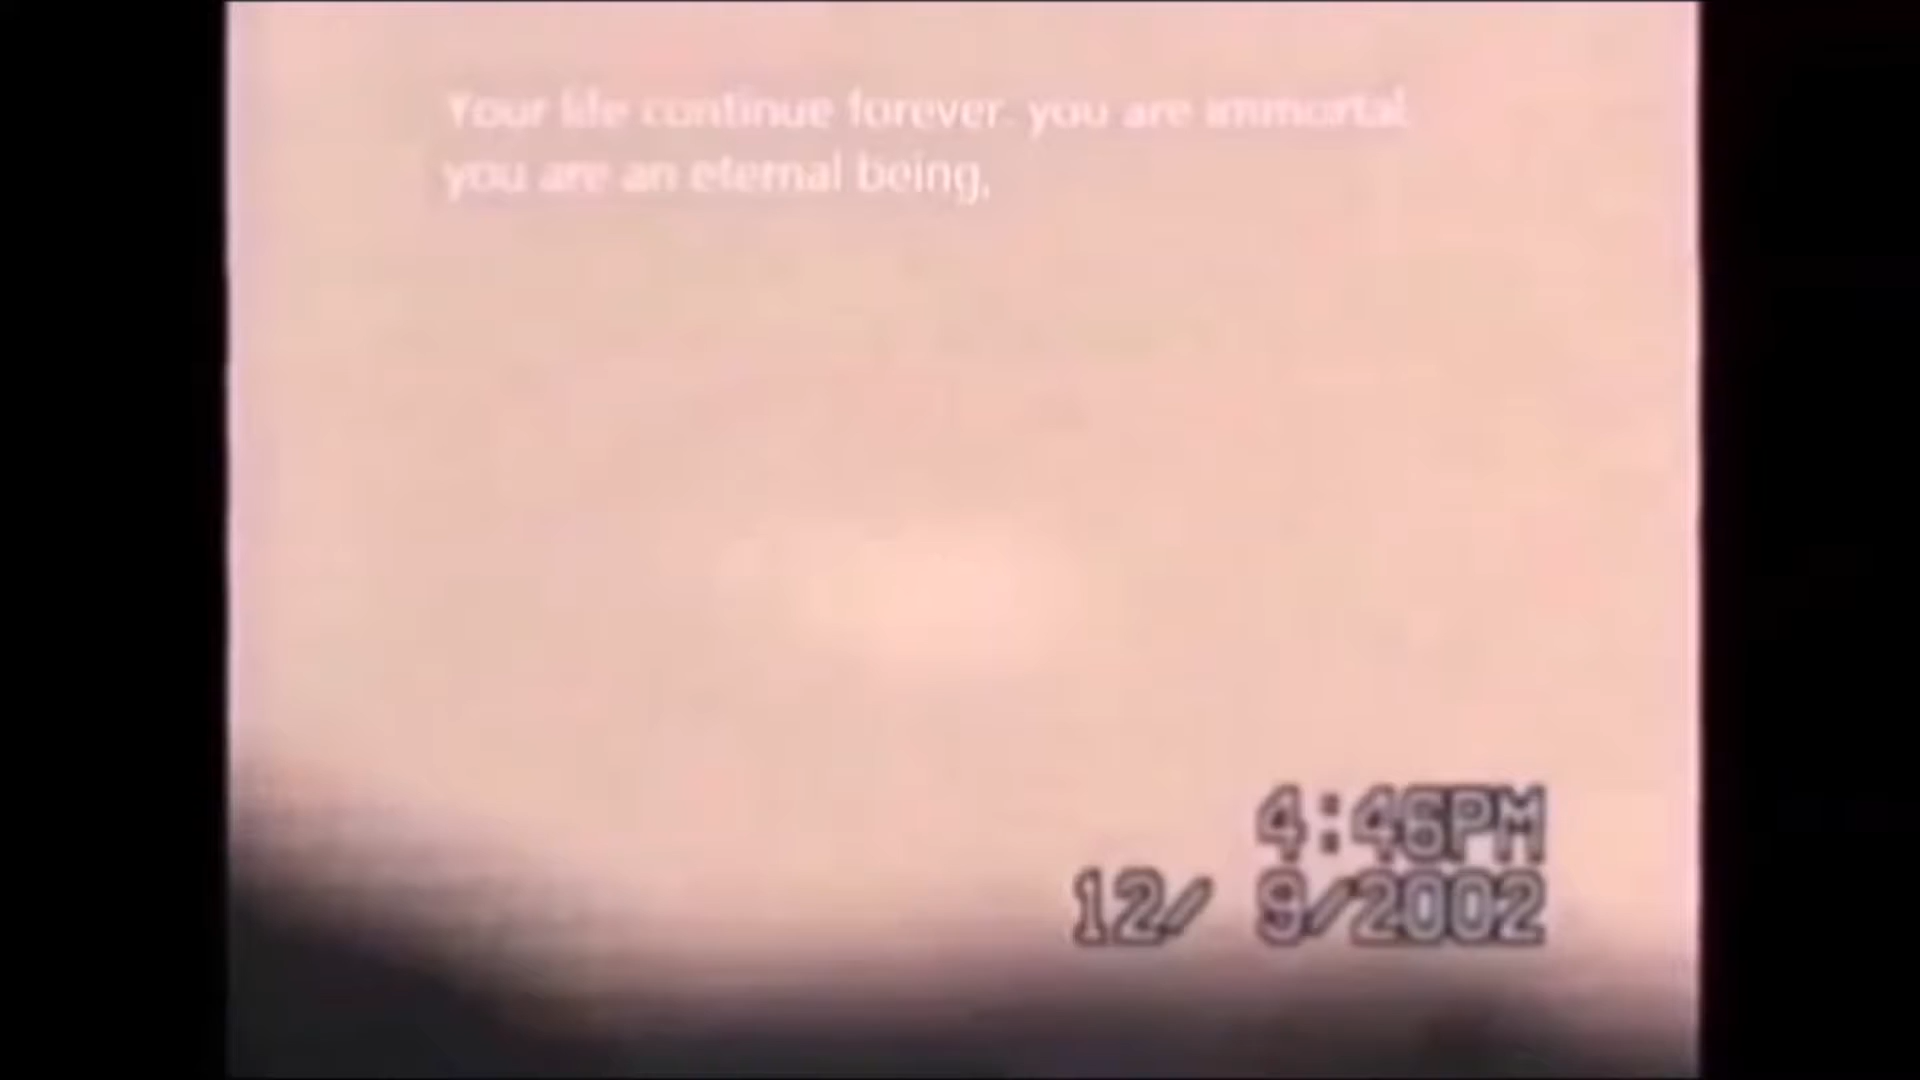 Your life continue forever. you are immortal
you are an eternal being,
4:46PM
12/ 9/2002